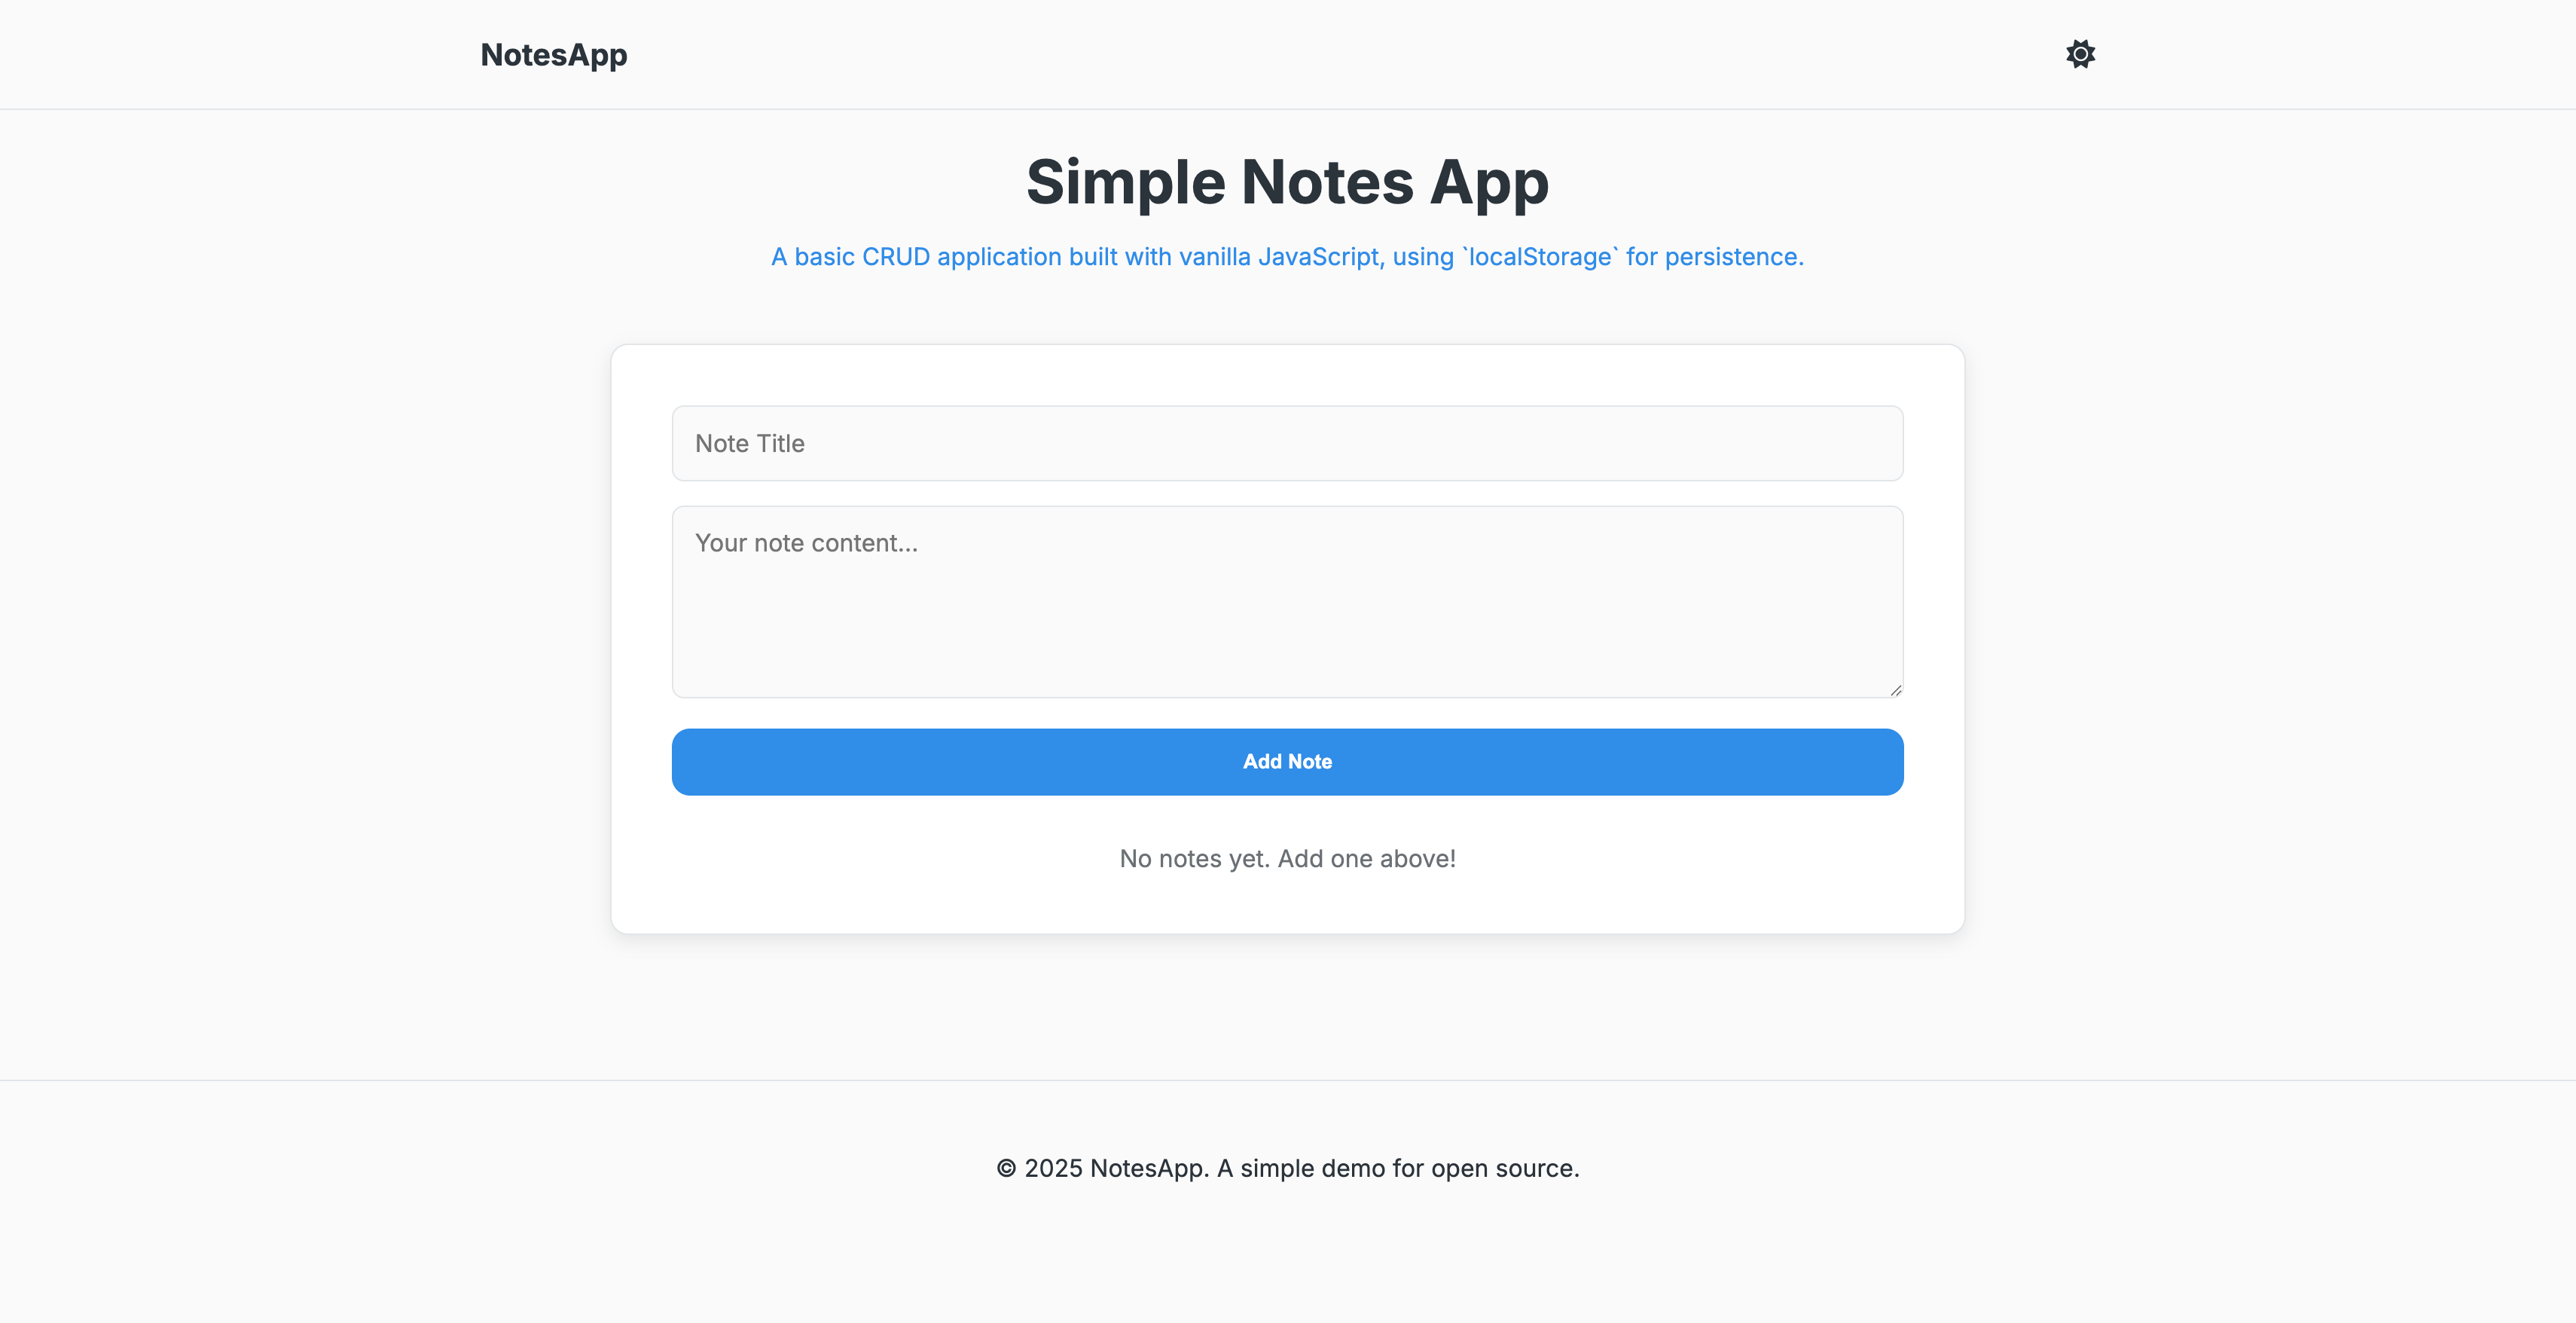 NotesApp
Simple Notes App
A basic CRUD application built with vanilla JavaScript, using `localStorage` for persistence.
Note Title
Your note content...
Add Note
No notes yet. Add one above!
© 2025 NotesApp. A simple demo for open source.